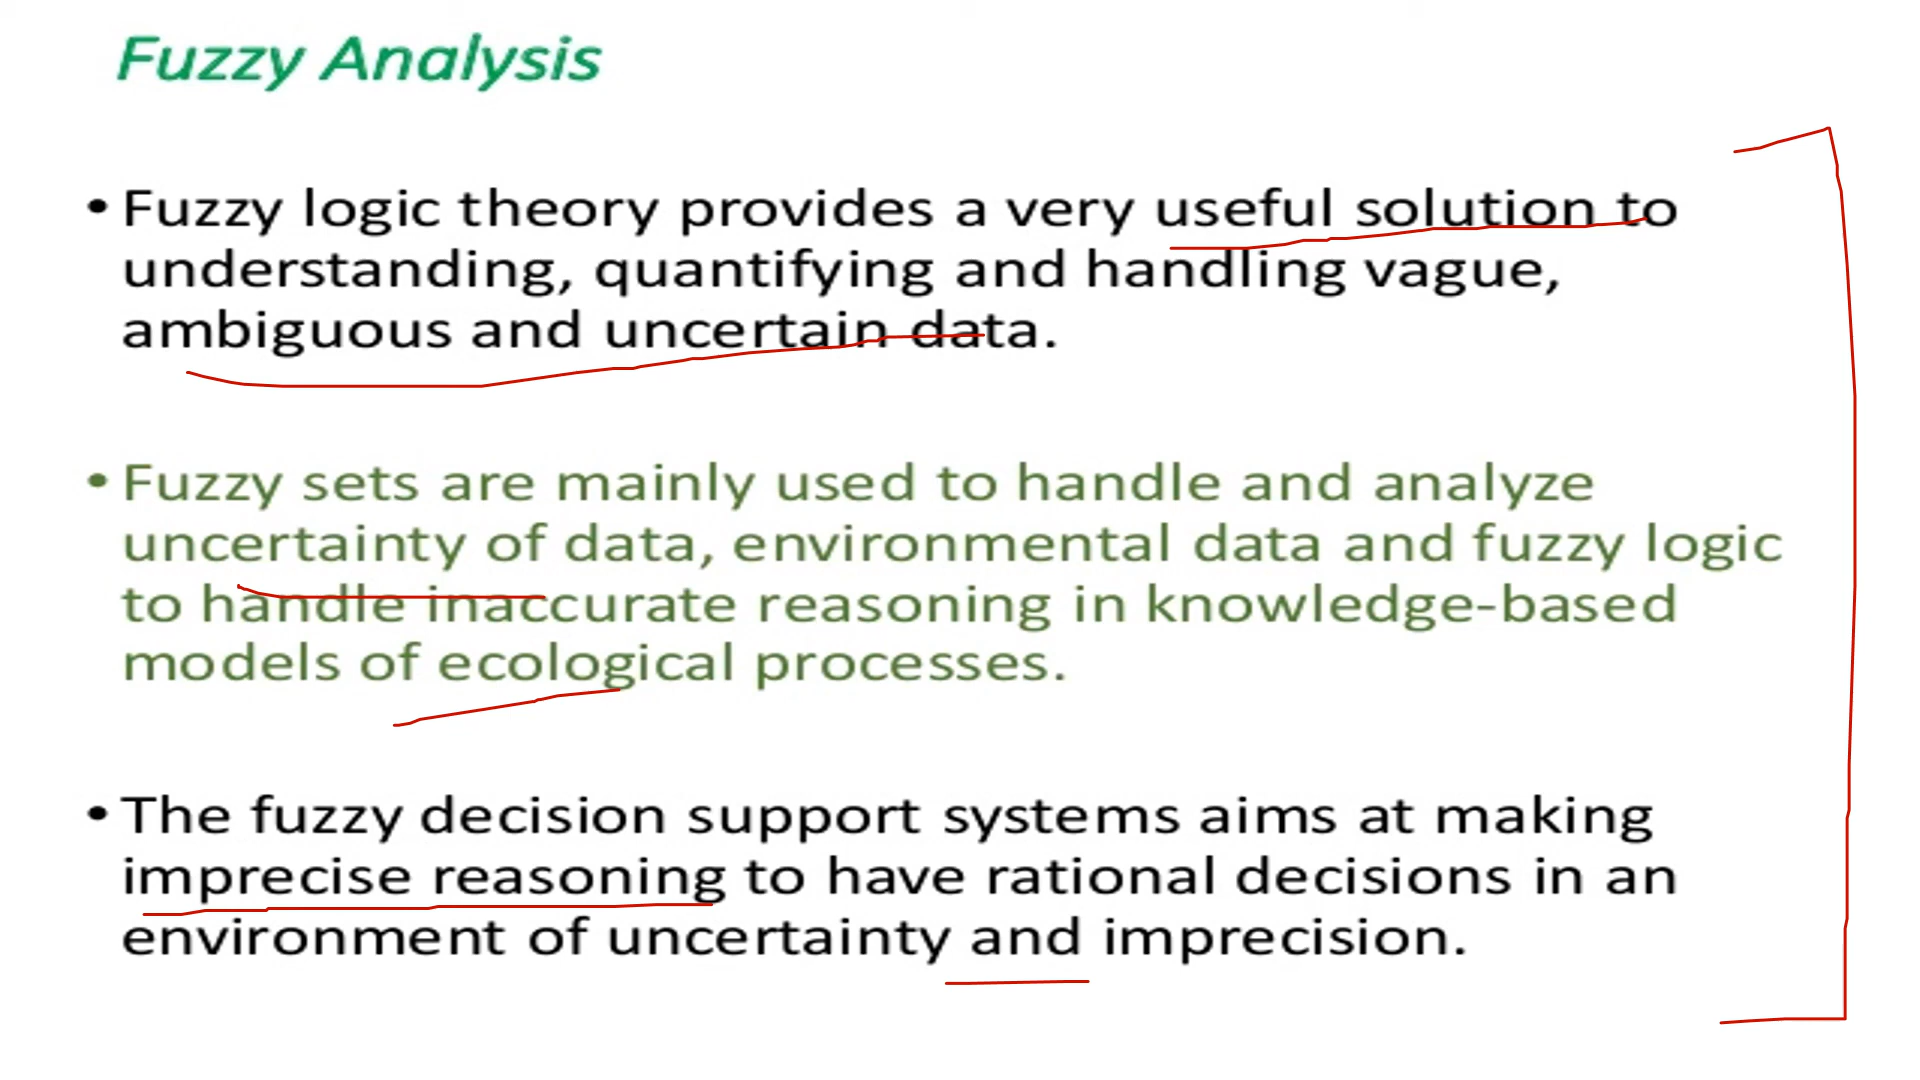 Fuzzy Analysis
• Fuzzy logic theory provides a very useful solution to
understanding, quantifying and handling vague,
ambiguous and uncertain data.
• Fuzzy sets are mainly used to handle and analyze
uncertainty of data, environmental data and fuzzy logic
to handle inaccurate reasoning in knowledge-based
models of ecological processes.
• The fuzzy decision support systems aims at making
imprecise reasoning to have rational decisions in an
environment of uncertainty and imprecision.